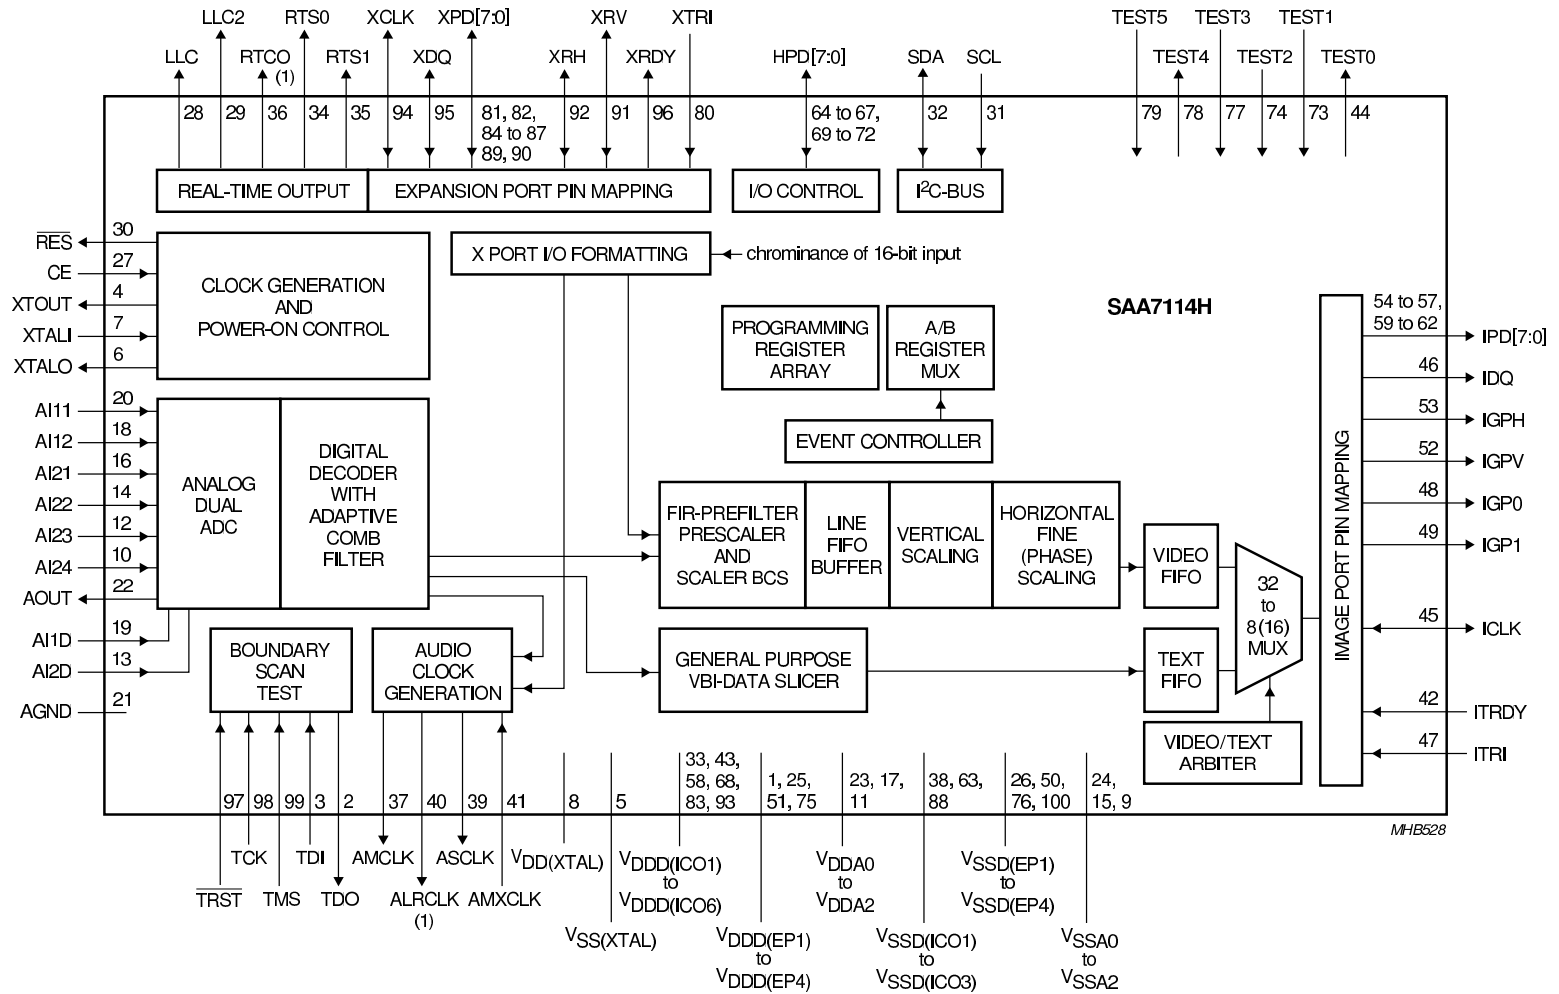 LLC2 RTS0 XCLK XPD[7:0] XRV XTRI TEST5 TEST3 TEST1
LLC RTCO RTS1 XDQ XRH XRDY HPD[7:0] SDA SCL TEST4 TEST2 TEST0
(1)
28 29 36 34 35 94 95 81, 82, 92 91 96 80 64 to 67, 32 31 79 78 77 74 73 44
84 to 87 69 to 72
89, 90
REAL-TIME OUTPUT EXPANSION PORT PIN MAPPING I/O CONTROL I2C-BUS
RES 30
CE 27
XTOUT 4
XTALI 7
XTALO 6
CLOCK GENERATION
AND
POWER-ON CONTROL
X PORT I/O FORMATTING chrominance of 16-bit input
SAA7114H
PROGRAMMING
REGISTER
ARRAY
A/B
REGISTER
MUX
EVENT CONTROLLER
AI11 20
AI12 18
AI21 16
AI22 14
AI23 12
AI24 10
AOUT 22
AI1D 19
AI2D 13
AGND 21
ANALOG
DUAL
ADC
DIGITAL
DECODER
WITH
ADAPTIVE
COMB
FILTER
FIR-PREFILTER
PRESCALER
AND
SCALER BCS
LINE
FIFO
BUFFER
VERTICAL
SCALING
HORIZONTAL
FINE
(PHASE)
SCALING
VIDEO
FIFO
32
to
8(16)
MUX
IMAGE PORT PIN MAPPING
54 to 57,
59 to 62 IPD[7:0]
46 IDQ
53 IGPH
52 IGPV
48 IGP0
49 IGP1
45 ICLK
42 ITRDY
47 ITRI
BOUNDARY
SCAN
TEST
AUDIO
CLOCK
GENERATION
GENERAL PURPOSE
VBI-DATA SLICER
TEXT
FIFO
VIDEO/TEXT
ARBITER
33, 43,
58, 68, 1, 25, 23, 17, 38, 63, 26, 50, 24,
97 98 99 3 2 37 40 39 41 8 5 83, 93 51, 75 11 88 76, 100 15, 9
MHB528
TCK TDI AMCLK ASCLK VDD(XTAL) VDDD(ICO1) VDDA0 VSSD(EP1)
to to to
TRST TMS TDO ALRCLK AMXCLK VDDD(ICO6) VDDA2 VSSD(EP4)
(1)
VSS(XTAL) VDDD(EP1) VSSD(ICO1) VSSA0
to to to
VDDD(EP4) VSSD(ICO3) VSSA2